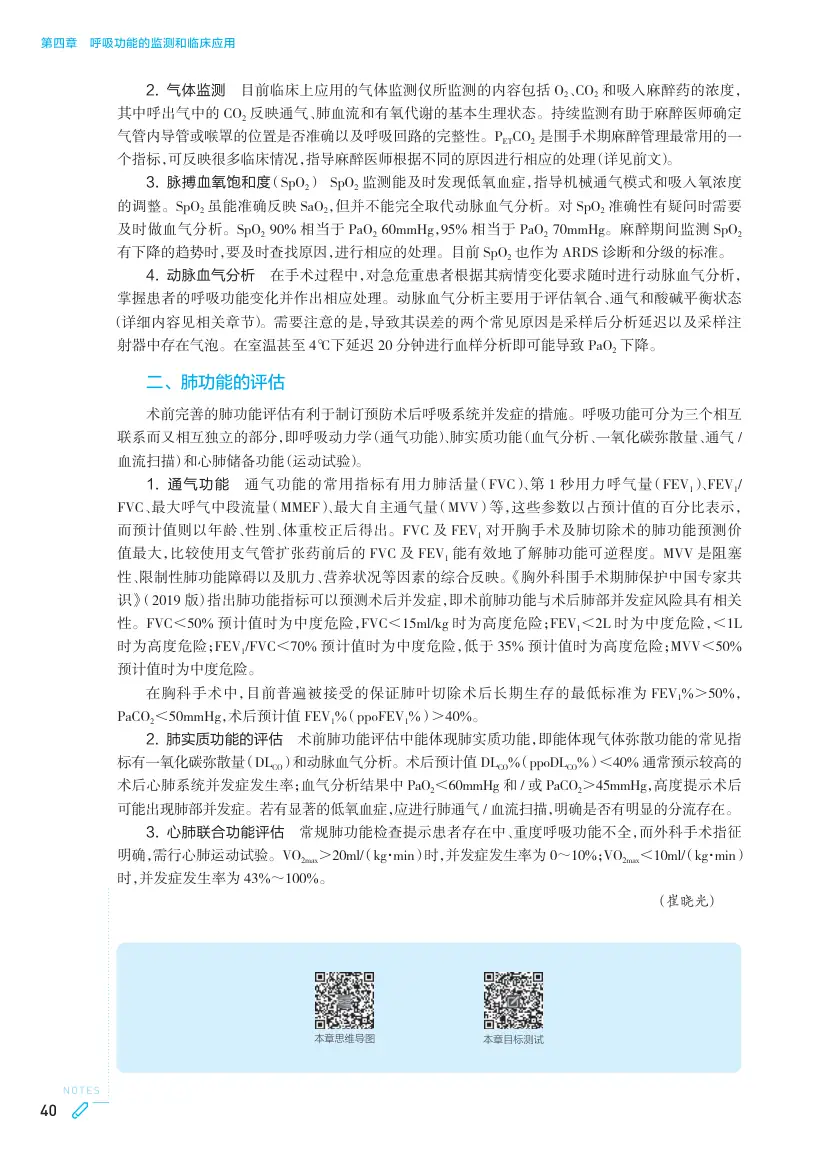 第四章 呼吸功能的监测和临床应用
2. 气体监测 目前临床上应用的气体监测仪所监测的内容包括 O₂、CO₂ 和吸入麻醉药的浓度，
其中呼出气中的 CO₂ 反映通气、肺血流和有氧代谢的基本生理状态。持续监测有助于麻醉医师确定
气管内导管或喉罩的位置是否准确以及呼吸回路的完整性。PETCO₂ 是围手术期麻醉管理最常用的一
个指标，可反映很多临床情况，指导麻醉医师根据不同的原因进行相应的处理（详见前文）。
3. 脉搏血氧饱和度（SpO₂） SpO₂ 监测能及时发现低氧血症，指导机械通气模式和吸入氧浓度
的调整。SpO₂ 虽能准确反映 SaO₂，但并不能完全取代动脉血气分析。对 SpO₂ 准确性有疑问时需要
及时做血气分析。SpO₂ 90% 相当于 PaO₂ 60mmHg，95% 相当于 PaO₂ 70mmHg。麻醉期间监测 SpO₂
有下降的趋势时，要及时查找原因，进行相应的处理。目前 SpO₂ 也作为 ARDS 诊断和分级的标准。
4. 动脉血气分析 在手术过程中，对急危重患者根据其病情变化要求随时进行动脉血气分析，
掌握患者的呼吸功能变化并作出相应处理。动脉血气分析主要用于评估氧合、通气和酸碱平衡状态
（详细内容见相关章节）。需要注意的是，导致其误差的两个常见原因是采样后分析延迟以及采样注
射器中存在气泡。在室温甚至 4℃下延迟 20 分钟进行血样分析即可能导致 PaO₂ 下降。
二、肺功能的评估
术前完善的肺功能评估有利于制订预防术后呼吸系统并发症的措施。呼吸功能可分为三个相互
联系而又相互独立的部分，即呼吸动力学（通气功能）、肺实质功能（血气分析、一氧化碳弥散量、通气 /
血流扫描）和心肺储备功能（运动试验）。
1. 通气功能 通气功能的常用指标有用力肺活量（FVC）、第 1 秒用力呼气量（FEV₁）、FEV₁/
FVC、最大呼气中段流量（MMEF）、最大自主通气量（MVV）等，这些参数以占预计值的百分比表示，
而预计值则以年龄、性别、体重校正后得出。FVC 及 FEV₁ 对开胸手术及肺切除术的肺功能预测价
值最大，比较使用支气管扩张药前后的 FVC 及 FEV₁ 能有效地了解肺功能可逆程度。MVV 是阻塞
性、限制性肺功能障碍以及肌力、营养状况等因素的综合反映。《胸外科围手术期肺保护中国专家共
识》（2019 版）指出肺功能指标可以预测术后并发症，即术前肺功能与术后肺部并发症风险具有相关
性。FVC＜50% 预计值时为中度危险，FVC＜15ml/kg 时为高度危险；FEV₁＜2L 时为中度危险，＜1L
时为高度危险；FEV₁/FVC＜70% 预计值时为中度危险，低于 35% 预计值时为高度危险；MVV＜50%
预计值时为中度危险。
在胸科手术中，目前普遍被接受的保证肺叶切除术后长期生存的最低标准为 FEV₁%＞50%，
PaCO₂＜50mmHg，术后预计值 FEV₁%（ppoFEV₁%）＞40%。
2. 肺实质功能的评估 术前肺功能评估中能体现肺实质功能，即能体现气体弥散功能的常见指
标有一氧化碳弥散量（DLCO）和动脉血气分析。术后预计值 DLCO%（ppoDLCO%）＜40% 通常预示较高的
术后心肺系统并发症发生率；血气分析结果中 PaO₂＜60mmHg 和 / 或 PaCO₂＞45mmHg，高度提示术后
可能出现肺部并发症。若有显著的低氧血症，应进行肺通气 / 血流扫描，明确是否有明显的分流存在。
3. 心肺联合功能评估 常规肺功能检查提示患者存在中、重度呼吸功能不全，而外科手术指征
明确，需行心肺运动试验。VO₂max＞20ml/（kg·min）时，并发症发生率为 0～10%；VO₂max＜10ml/（kg·min）
时，并发症发生率为 43%～100%。
（崔晓光）
本章思维导图
本章目标测试
NOTES
40